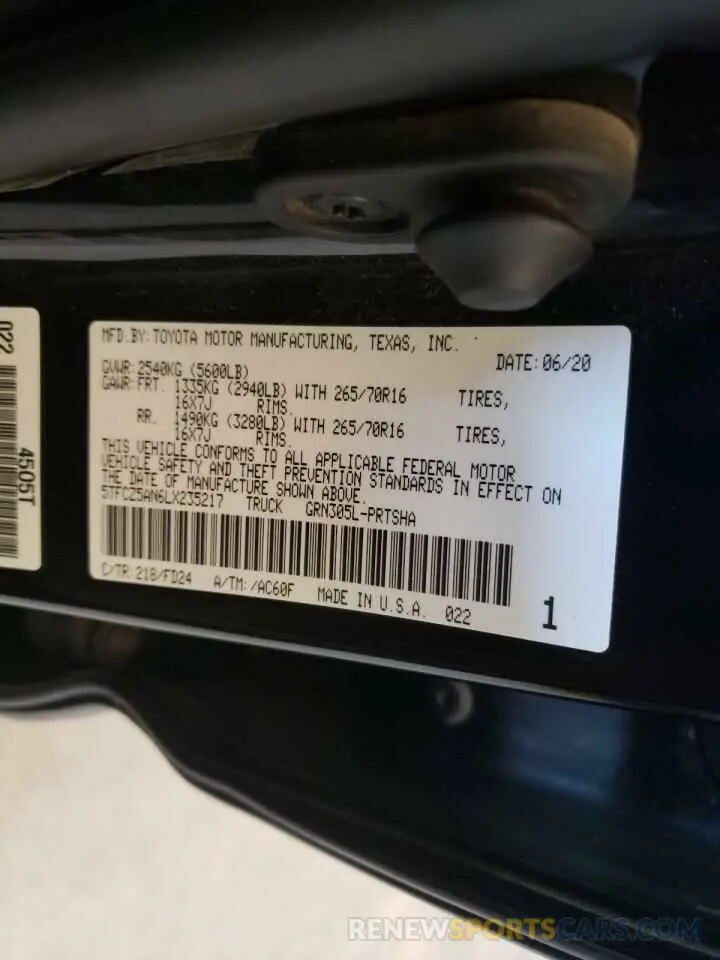 022
4505T
MFD.BY:TOYOTA MOTOR MANUFACTURING, TEXAS, INC.
DATE:06/20
GVWR:2540KG (5600LB)
GAWR:FRT. 1335KG (2940LB) WITH 265/70R16 TIRES,
16X7J RIMS.
RR. 1490KG (3280LB) WITH 265/70R16 TIRES,
16X7J RIMS.
THIS VEHICLE CONFORMS TO ALL APPLICABLE FEDERAL MOTOR
VEHICLE SAFETY AND THEFT PREVENTION STANDARDS IN EFFECT ON
THE DATE OF MANUFACTURE SHOWN ABOVE.
5TFCZ5AN6LX235217 TRUCK GRN305L-PRTSHA
C/TR:218/FD24 A/TM:/AC60F MADE IN U.S.A. 022
1
RENEWSPORTSCARS.COM